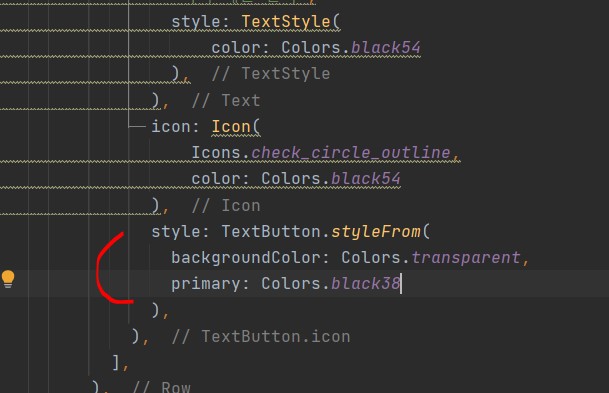 style: TextStyle(
color: Colors.black54
), // TextStyle
), // Text
icon: Icon(
Icons.check_circle_outline,
color: Colors.black54
), // Icon
style: TextButton.styleFrom(
backgroundColor: Colors.transparent,
primary: Colors.black38
),
), // TextButton.icon
],
), // Row